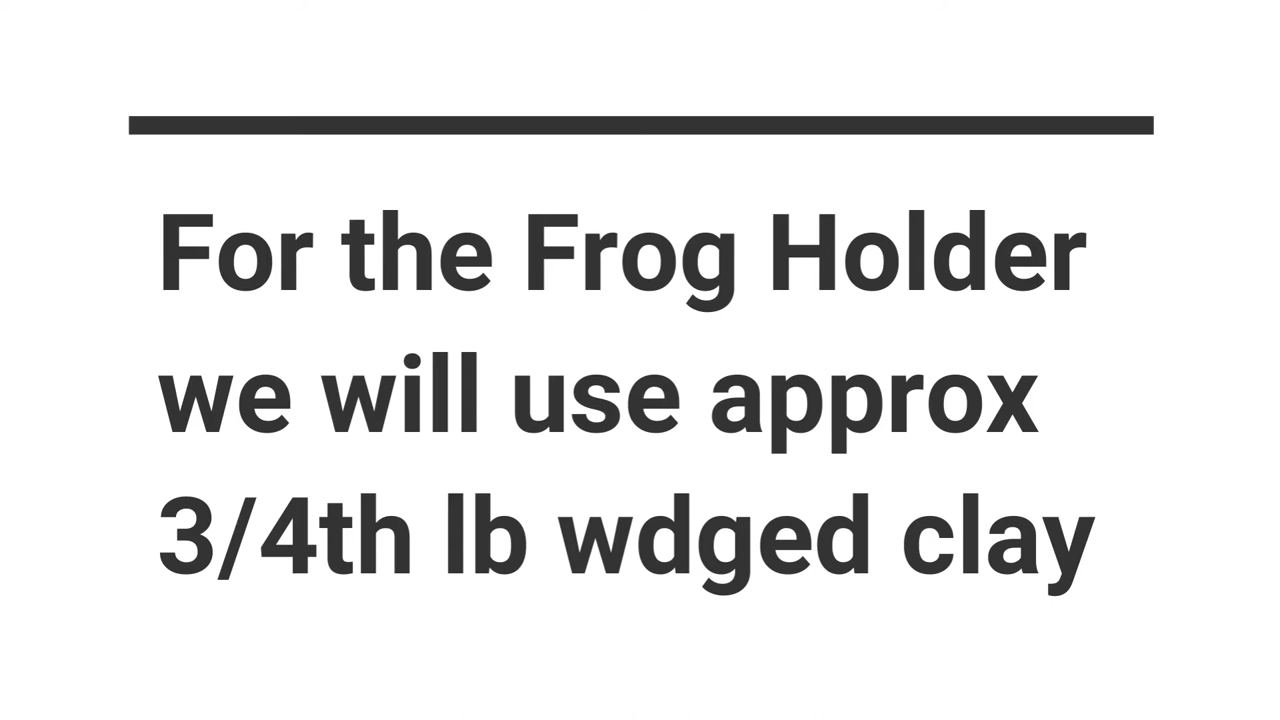 For the Frog Holder
we will use approx
3/4th lb wdged clay